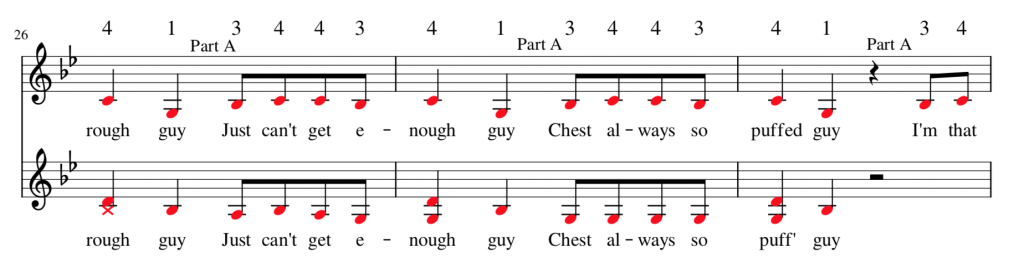 4 1 3 4 4 3 4 1 3 4 4 3 4 1 3 4
26 Part A Part A Part A
rough guy Just can't get e - nough guy Chest al - ways so puffed guy I'm that
rough guy Just can't get e - nough guy Chest al - ways so puff' guy